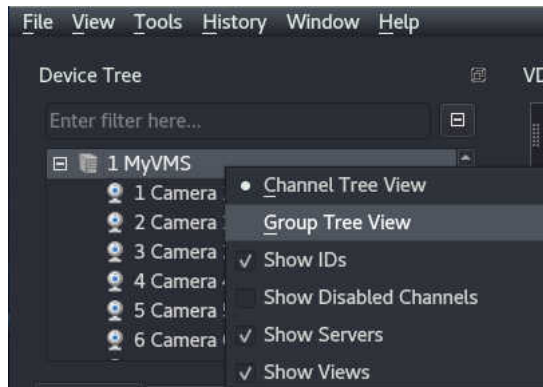 File View Tools History Window Help
Device Tree
Enter filter here...
1 MyVMS
1 Camera
2 Camera
3 Camera
4 Camera
5 Camera
6 Camera
Channel Tree View
Group Tree View
Show IDs
Show Disabled Channels
Show Servers
Show Views